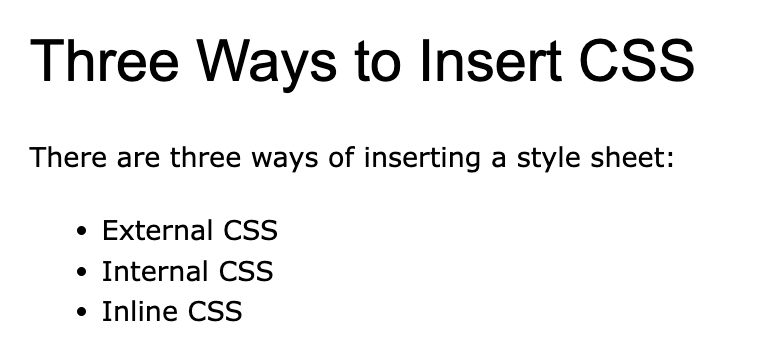 Three Ways to Insert CSS
There are three ways of inserting a style sheet:
• External CSS
• Internal CSS
• Inline CSS